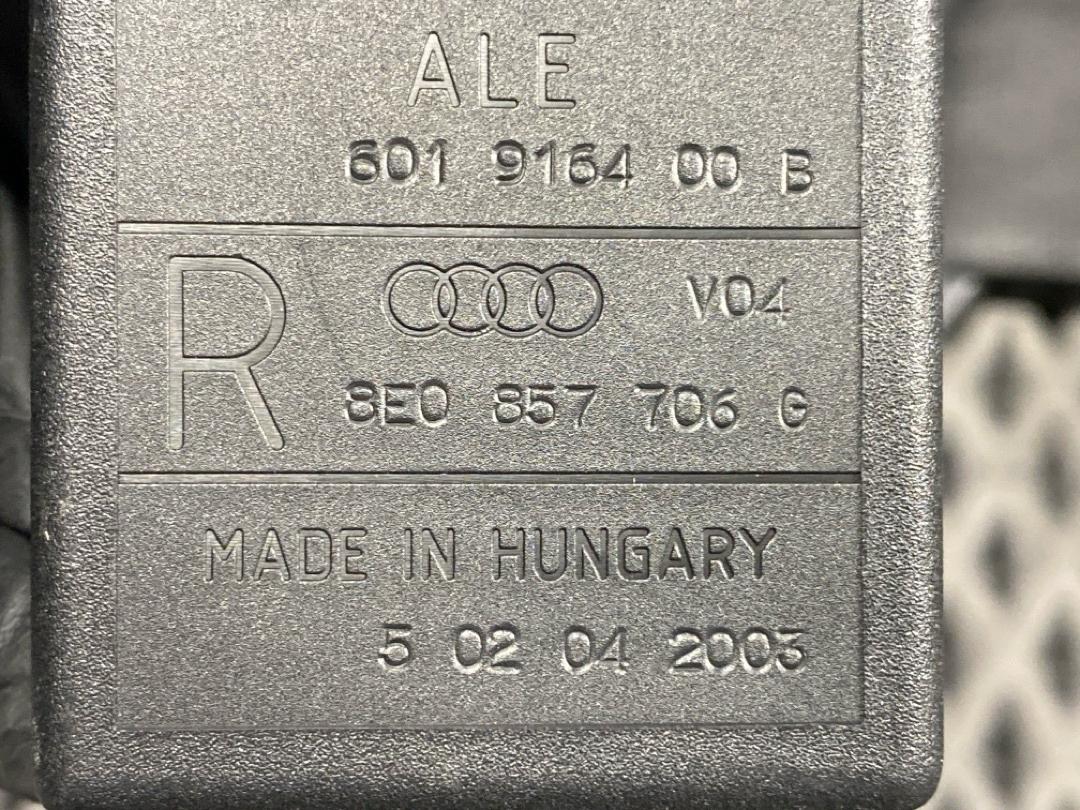 ALE
601 9164 00 B
R
V04
8E0 857 706 G
MADE IN HUNGARY
5 02 04 2003